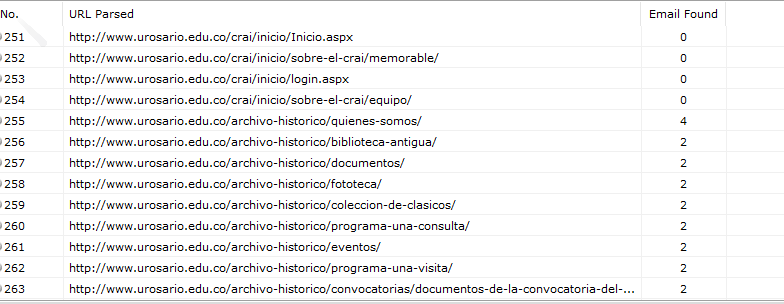 No. URL Parsed Email Found
251 http://www.urosario.edu.co/crai/inicio/Inicio.aspx 0
252 http://www.urosario.edu.co/crai/inicio/sobre-el-crai/memorable/ 0
253 http://www.urosario.edu.co/crai/inicio/login.aspx 0
254 http://www.urosario.edu.co/crai/inicio/sobre-el-crai/equipo/ 0
255 http://www.urosario.edu.co/archivo-historico/quienes-somos/ 4
256 http://www.urosario.edu.co/archivo-historico/biblioteca-antigua/ 2
257 http://www.urosario.edu.co/archivo-historico/documentos/ 2
258 http://www.urosario.edu.co/archivo-historico/fototeca/ 2
259 http://www.urosario.edu.co/archivo-historico/coleccion-de-clasicos/ 2
260 http://www.urosario.edu.co/archivo-historico/programa-una-consulta/ 2
261 http://www.urosario.edu.co/archivo-historico/eventos/ 2
262 http://www.urosario.edu.co/archivo-historico/programa-una-visita/ 2
263 http://www.urosario.edu.co/archivo-historico/convocatorias/documentos-de-la-convocatoria-del-... 2